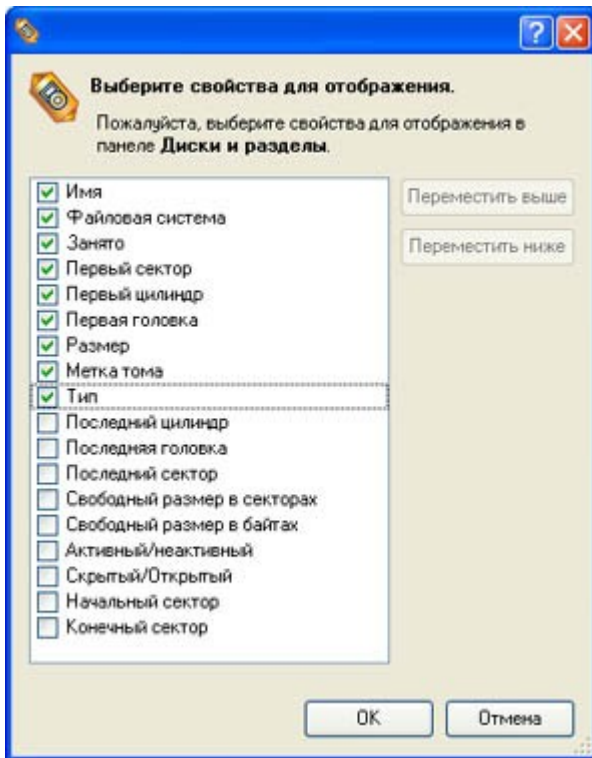 Выберите свойства для отображения.
Пожалуйста, выберите свойства для отображения в
панеле Диски и разделы.
Имя
Файловая система
Занято
Первый сектор
Первый цилиндр
Первая головка
Размер
Метка тома
Тип
Последний цилиндр
Последняя головка
Последний сектор
Свободный размер в секторах
Свободный размер в байтах
Активный/неактивный
Скрытый/Открытый
Начальный сектор
Конечный сектор
Переместить выше
Переместить ниже
OK
Отмена